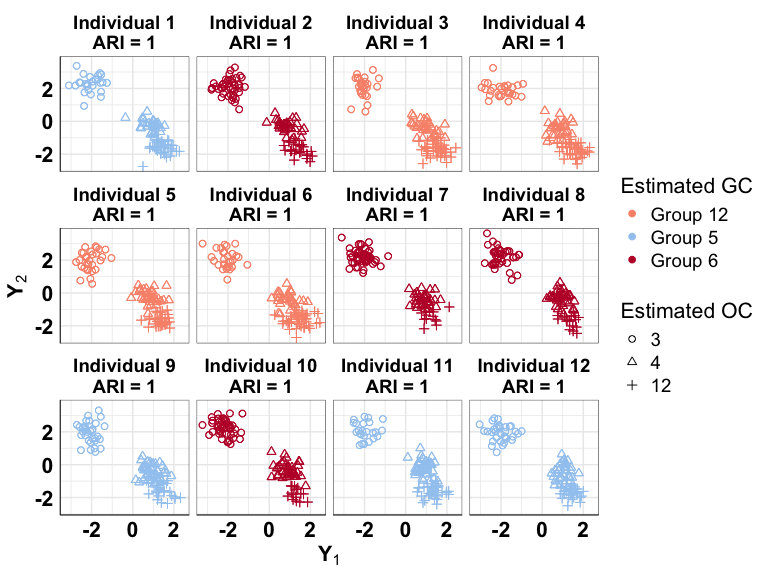 Individual 1
ARI = 1
Individual 2
ARI = 1
Individual 3
ARI = 1
Individual 4
ARI = 1
2
0
-2
Individual 5
ARI = 1
Individual 6
ARI = 1
Individual 7
ARI = 1
Individual 8
ARI = 1
2
0
-2
Y2
Individual 9
ARI = 1
Individual 10
ARI = 1
Individual 11
ARI = 1
Individual 12
ARI = 1
2
0
-2
-2 0 2
-2 0 2
-2 0 2
-2 0 2
Y1
Estimated GC
Group 12
Group 5
Group 6
Estimated OC
3
4
12